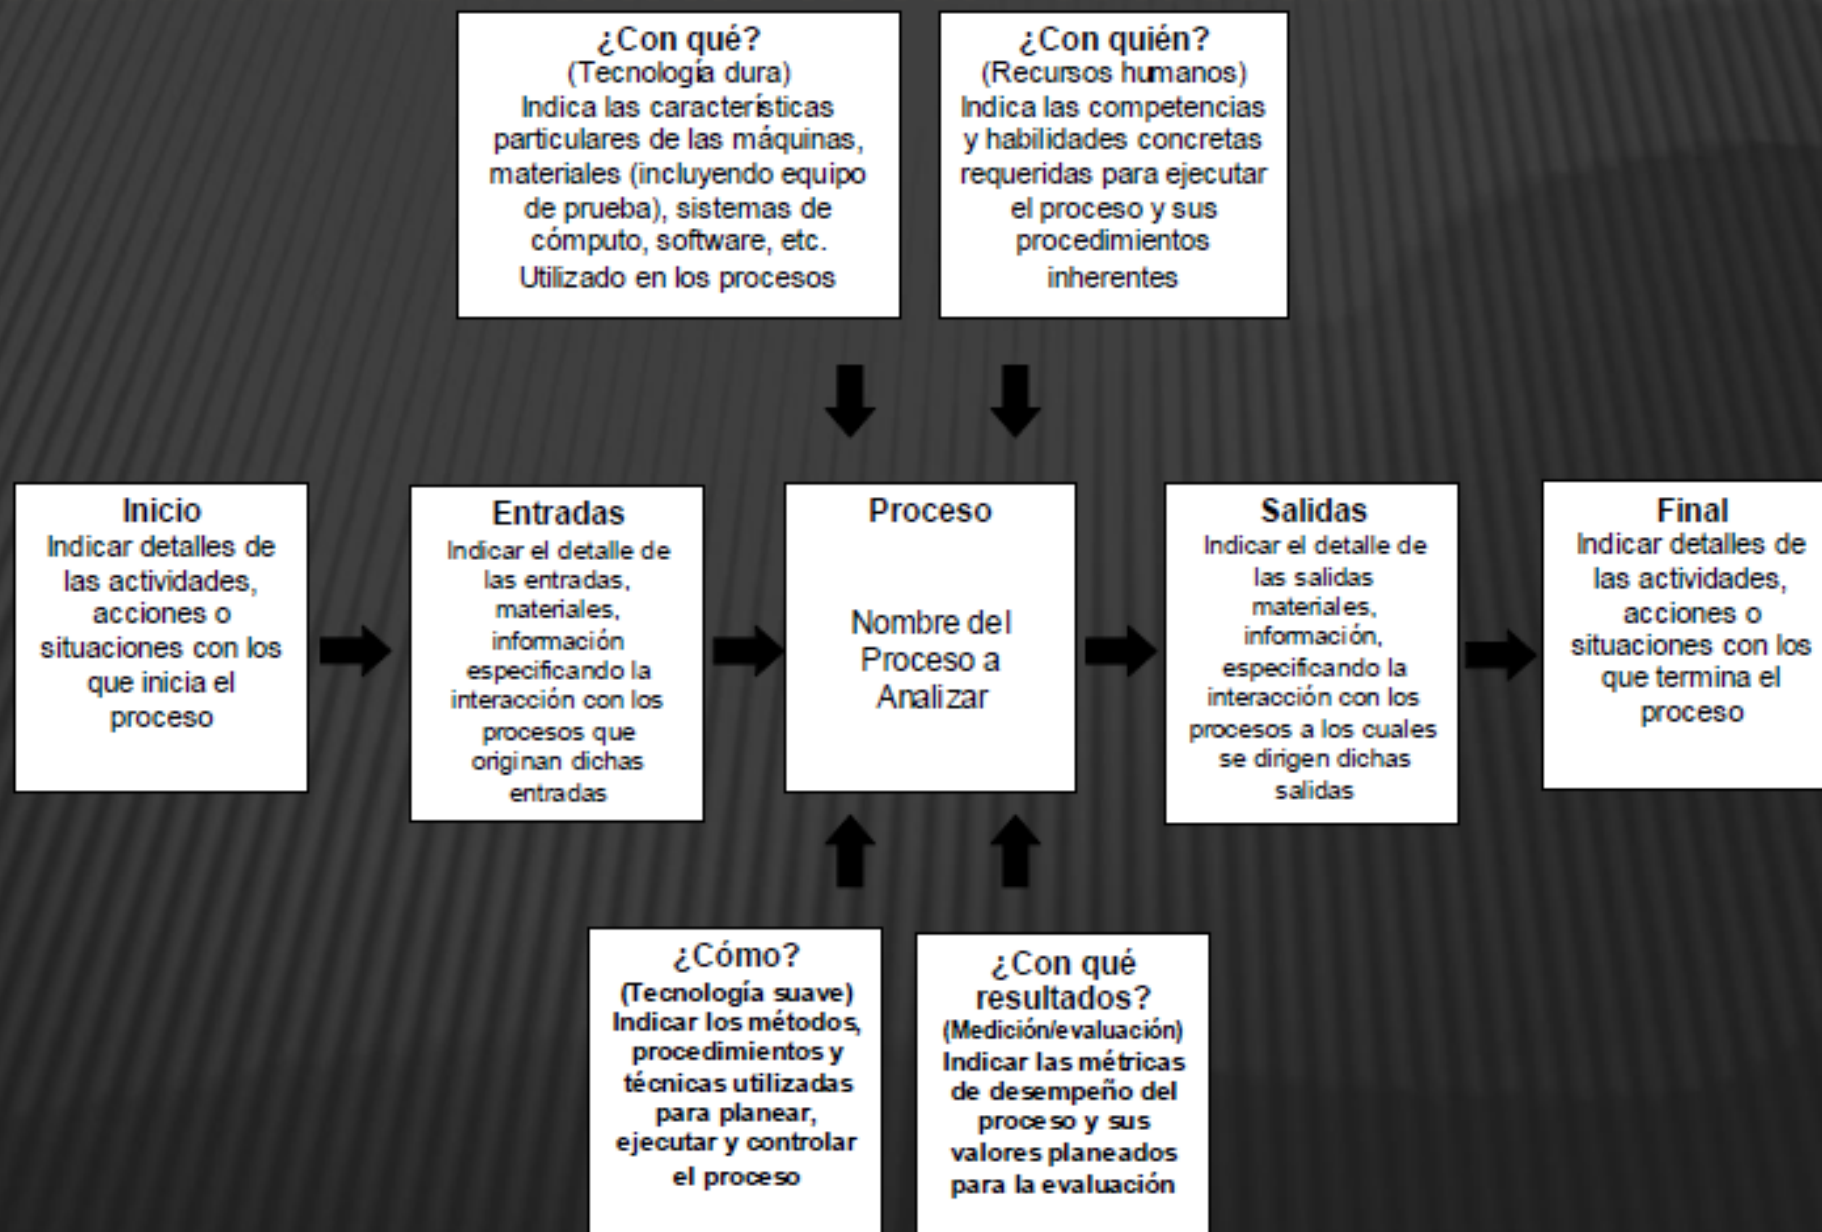 ¿Con qué?
(Tecnología dura)
Indica las características
particulares de las máquinas,
materiales (incluyendo equipo
de prueba), sistemas de
cómputo, software, etc.
Utilizado en los procesos
¿Con quién?
(Recursos humanos)
Indica las competencias
y habilidades concretas
requeridas para ejecutar
el proceso y sus
procedimientos
inherentes
Inicio
Indicar detalles de
las actividades,
acciones o
situaciones con los
que inicia el
proceso
Entradas
Indicar el detalle de
las entradas,
materiales,
información
especificando la
interacción con los
procesos que
originan dichas
entradas
Proceso
Nombre del
Proceso a
Analizar
Salidas
Indicar el detalle de
las salidas
materiales,
información,
especificando la
interacción con los
procesos a los cuales
se dirigen dichas
salidas
Final
Indicar detalles de
las actividades,
acciones o
situaciones con los
que termina el
proceso
¿Cómo?
(Tecnología suave)
Indicar los métodos,
procedimientos y
técnicas utilizadas
para planear,
ejecutar y controlar
el proceso
¿Con qué
resultados?
(Medición/evaluación)
Indicar las métricas
de desempeño del
proceso y sus
valores planeados
para la evaluación